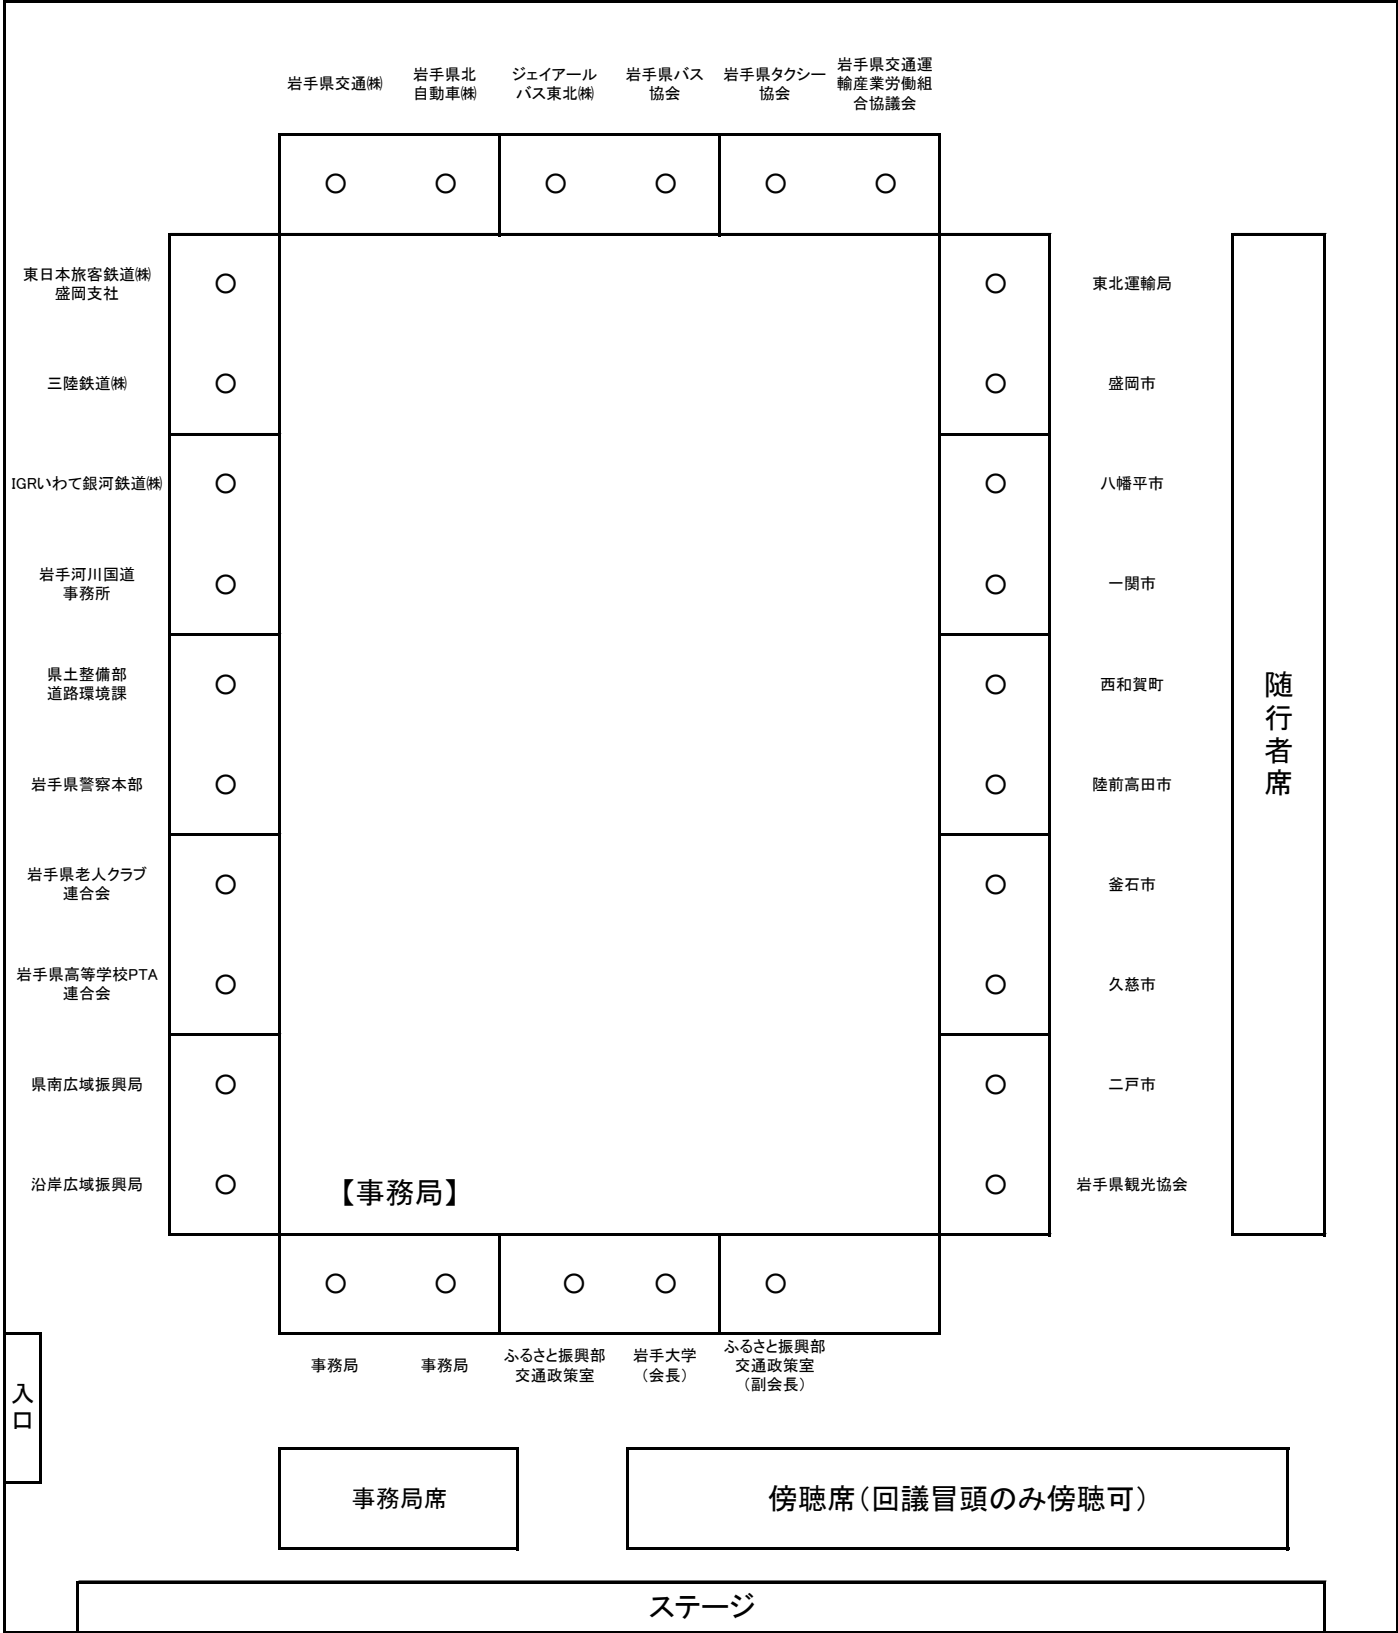 岩手県交通㈱
岩手県北
自動車㈱
ジェイアール
バス東北㈱
岩手県バス
協会
岩手県タクシー
協会
岩手県交通運
輸産業労働組
合協議会
東日本旅客鉄道㈱
盛岡支社
東北運輸局
三陸鉄道㈱
盛岡市
IGRいわて銀河鉄道㈱
八幡平市
岩手河川国道
事務所
一関市
県土整備部
道路環境課
西和賀町
岩手県警察本部
陸前高田市
岩手県老人クラブ
連合会
釜石市
岩手県高等学校PTA
連合会
久慈市
県南広域振興局
二戸市
沿岸広域振興局
【事務局】
岩手県観光協会
随行者席
事務局
事務局
ふるさと振興部
交通政策室
岩手大学
(会長)
ふるさと振興部
交通政策室
(副会長)
入口
事務局席
傍聴席(回議冒頭のみ傍聴可)
ステージ